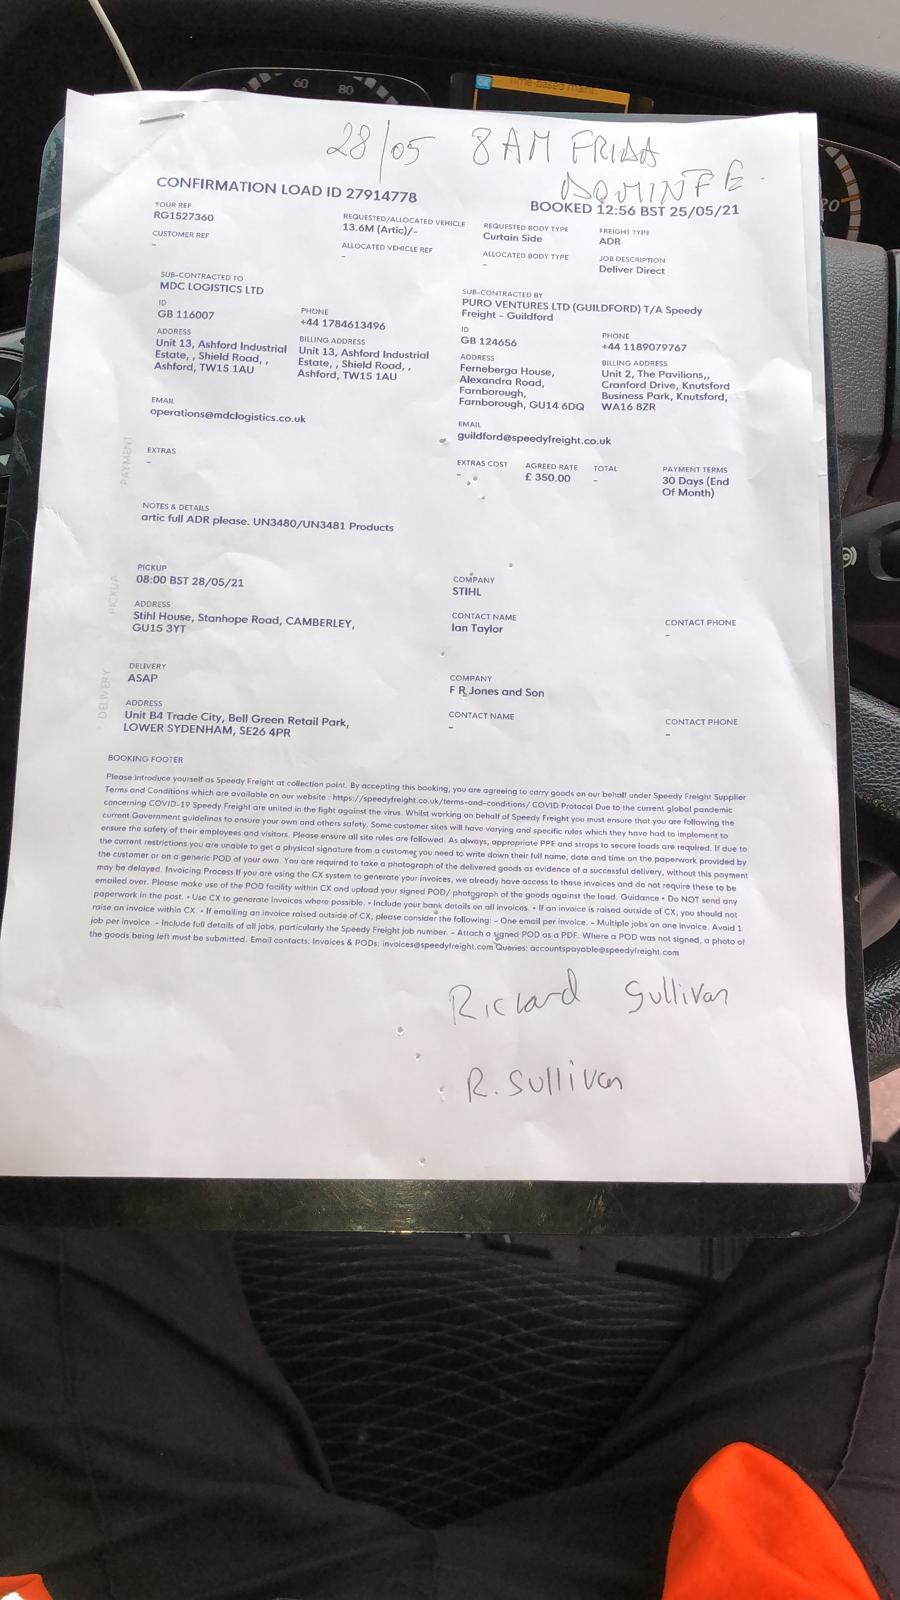 60
80
Time based maint.
28/05 8 AM FRIDA
DOMINFE.
CONFIRMATION LOAD ID 27914778
BOOKED 12:56 BST 25/05/21
YOUR REF
RG1527360
CUSTOMER REF
-
REQUESTED/ALLOCATED VEHICLE
13.6M (Artic)/-
ALLOCATED VEHICLE REF
-
REQUESTED BODY TYPE
Curtain Side
ALLOCATED BODY TYPE
-
FREIGHT TYPE
ADR
JOB DESCRIPTION
Deliver Direct
SUB-CONTRACTED TO
MDC LOGISTICS LTD
ID
GB 116007
PHONE
+44 1784613496
ADDRESS
Unit 13, Ashford Industrial
Estate, , Shield Road, ,
Ashford, TW15 1AU
BILLING ADDRESS
Unit 13, Ashford Industrial
Estate, , Shield Road, ,
Ashford, TW15 1AU
EMAIL
operations@mdclogistics.co.uk
SUB-CONTRACTED BY
PURO VENTURES LTD (GUILDFORD) T/A Speedy
Freight - Guildford
ID
GB 124656
PHONE
+44 1189079767
ADDRESS
Ferneberga House,
Alexandra Road,
Farnborough,
Farnborough, GU14 6DQ
BILLING ADDRESS
Unit 2, The Pavilions,,
Cranford Drive, Knutsford
Business Park, Knutsford,
WA16 8ZR
EMAIL
guildford@speedyfreight.co.uk
PAYMENT
EXTRAS
-
EXTRAS COST
-
AGREED RATE
£ 350.00
TOTAL
-
PAYMENT TERMS
30 Days (End
Of Month)
NOTES & DETAILS
artic full ADR please. UN3480/UN3481 Products
PICKUP
PICKUP
08:00 BST 28/05/21
ADDRESS
Stihl House, Stanhope Road, CAMBERLEY,
GU15 3YT
COMPANY
STIHL
CONTACT NAME
Ian Taylor
CONTACT PHONE
-
DELIVERY
DELIVERY
ASAP
ADDRESS
Unit B4 Trade City, Bell Green Retail Park,
LOWER SYDENHAM, SE26 4PR
COMPANY
F R Jones and Son
CONTACT NAME
-
CONTACT PHONE
-
BOOKING FOOTER
Please introduce yourself as Speedy Freight at collection point. By accepting this booking, you are agreeing to carry goods on our behalf under Speedy Freight Supplier
Terms and Conditions which are available on our website : https://speedyfreight.co.uk/terms-and-conditions/ COVID Protocol Due to the current global pandemic
concerning COVID-19 Speedy Freight are united in the fight against the virus. Whilst working on behalf of Speedy Freight you must ensure that you are following the
current Government guidelines to ensure your own and others safety. Some customer sites will have varying and specific rules which they have had to implement to
ensure the safety of their employees and visitors. Please ensure all site rules are followed. As always, appropriate PPE and straps to secure loads are required. If due to
the current restrictions you are unable to get a physical signature from a customer you need to write down their full name, date and time on the paperwork provided by
the customer or on a generic POD of your own. You are required to take a photograph of the delivered goods as evidence of a successful delivery, without this payment
may be delayed. Invoicing Process If you are using the CX system to generate your invoices, we already have access to these invoices and do not require these to be
emailed over. Please make use of the POD facility within CX and upload your signed POD/ photograph of the goods against the load. Guidance • Do NOT send any
paperwork in the post. • Use CX to generate invoices where possible. • Include your bank details on all invoices. • If an invoice is raised outside of CX, you should not
raise an invoice within CX. • If emailing an invoice raised outside of CX, please consider the following: - One email per invoice. - Multiple jobs on one invoice. Avoid 1
job per invoice. - Include full details of all jobs, particularly the Speedy Freight job number. - Attach a signed POD as a PDF. Where a POD was not signed, a photo of
the goods being left must be submitted. Email contacts: Invoices & PODs: invoices@speedyfreight.com Queries: accountspayable@speedyfreight.com
Riclard Sullivan
R. Sullivan